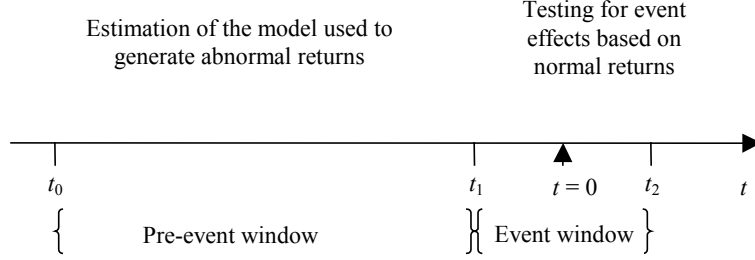 Estimation of the model used to
generate abnormal returns
Testing for event
effects based on
normal returns
t0 t1 t = 0 t2 t
Pre-event window Event window